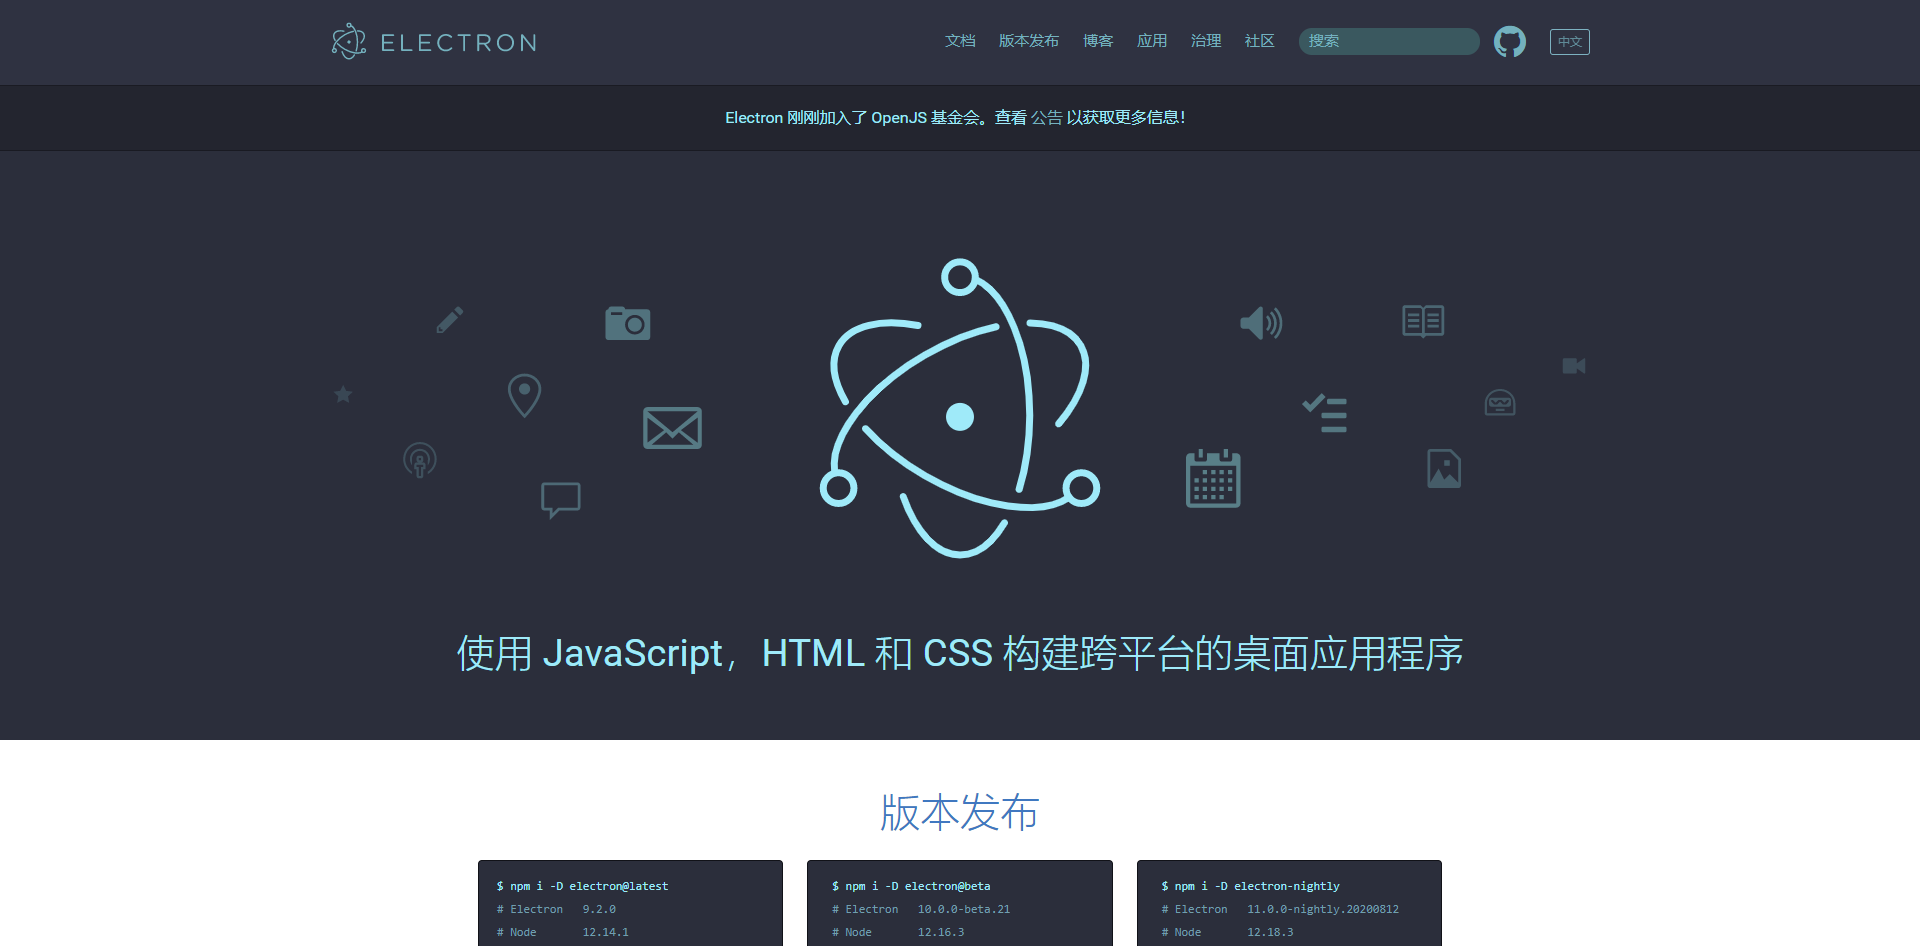 ELECTRON
文档 版本发布 博客 应用 治理 社区 搜索 中文
Electron 刚刚加入了 OpenJS 基金会。查看 公告 以获取更多信息!
使用 JavaScript，HTML 和 CSS 构建跨平台的桌面应用程序
版本发布
$ npm i -D electron@latest
# Electron 9.2.0
# Node 12.14.1
$ npm i -D electron@beta
# Electron 10.0.0-beta.21
# Node 12.16.3
$ npm i -D electron-nightly
# Electron 11.0.0-nightly.20200812
# Node 12.18.3